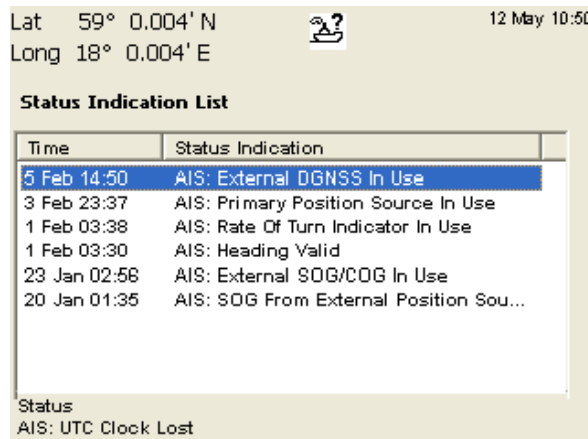 Lat 59° 0.004' N
12 May 10:50
Long 18° 0.004' E
Status Indication List
Time Status Indication
5 Feb 14:50 AIS: External DGNSS In Use
3 Feb 23:37 AIS: Primary Position Source In Use
1 Feb 03:38 AIS: Rate Of Turn Indicator In Use
1 Feb 03:30 AIS: Heading Valid
23 Jan 02:56 AIS: External SOG/COG In Use
20 Jan 01:35 AIS: SOG From External Position Sou...
Status
AIS: UTC Clock Lost